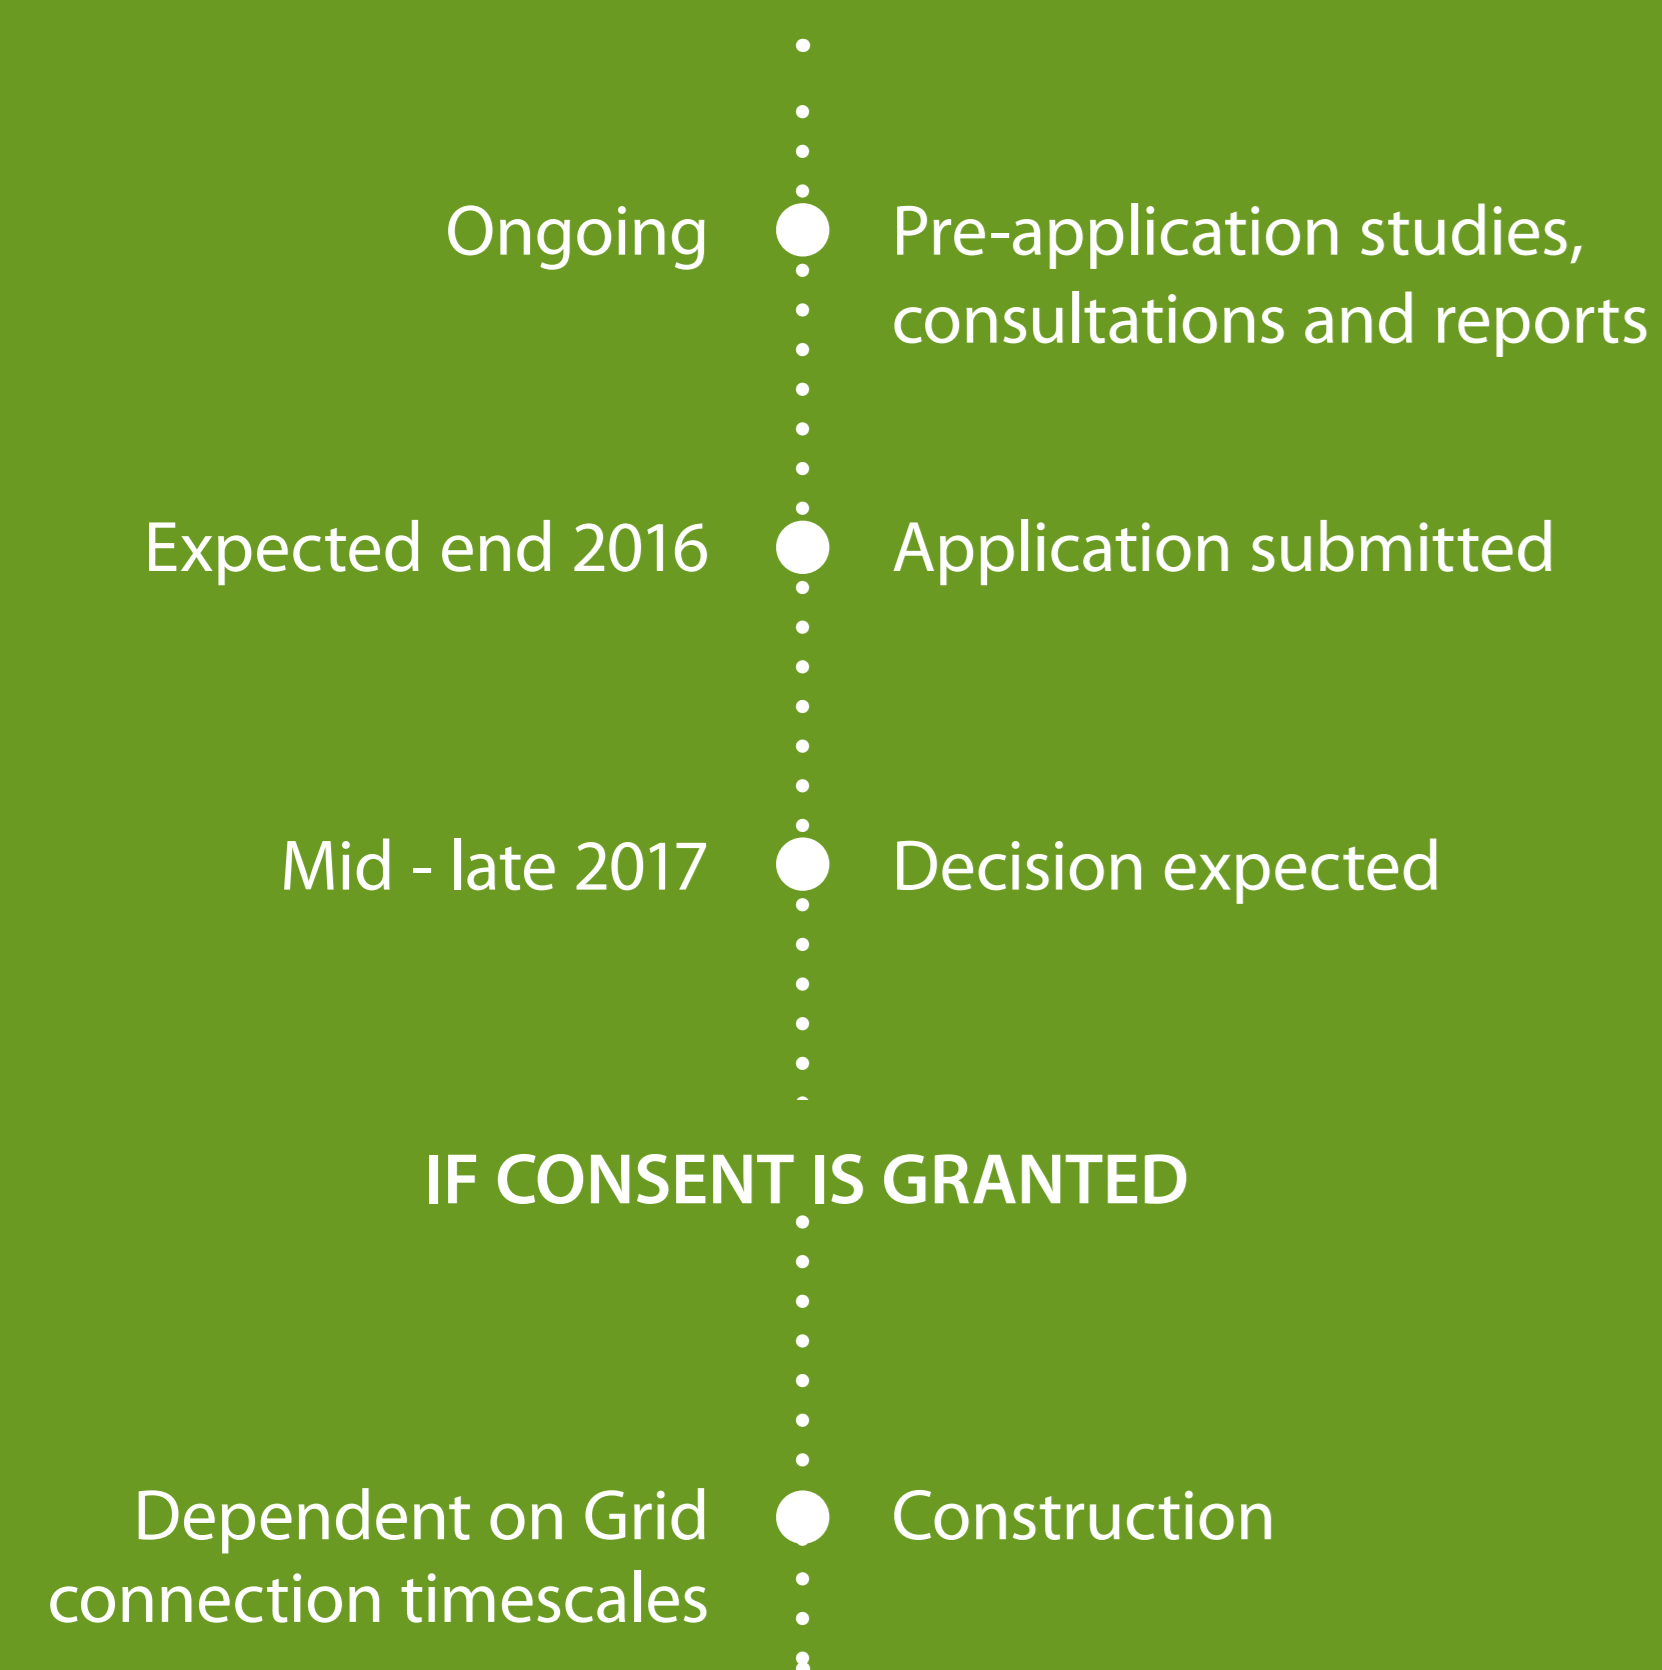 Ongoing
Pre-application studies,
consultations and reports
Expected end 2016
Application submitted
Mid - late 2017
Decision expected
IF CONSENT IS GRANTED
Dependent on Grid
connection timescales
Construction